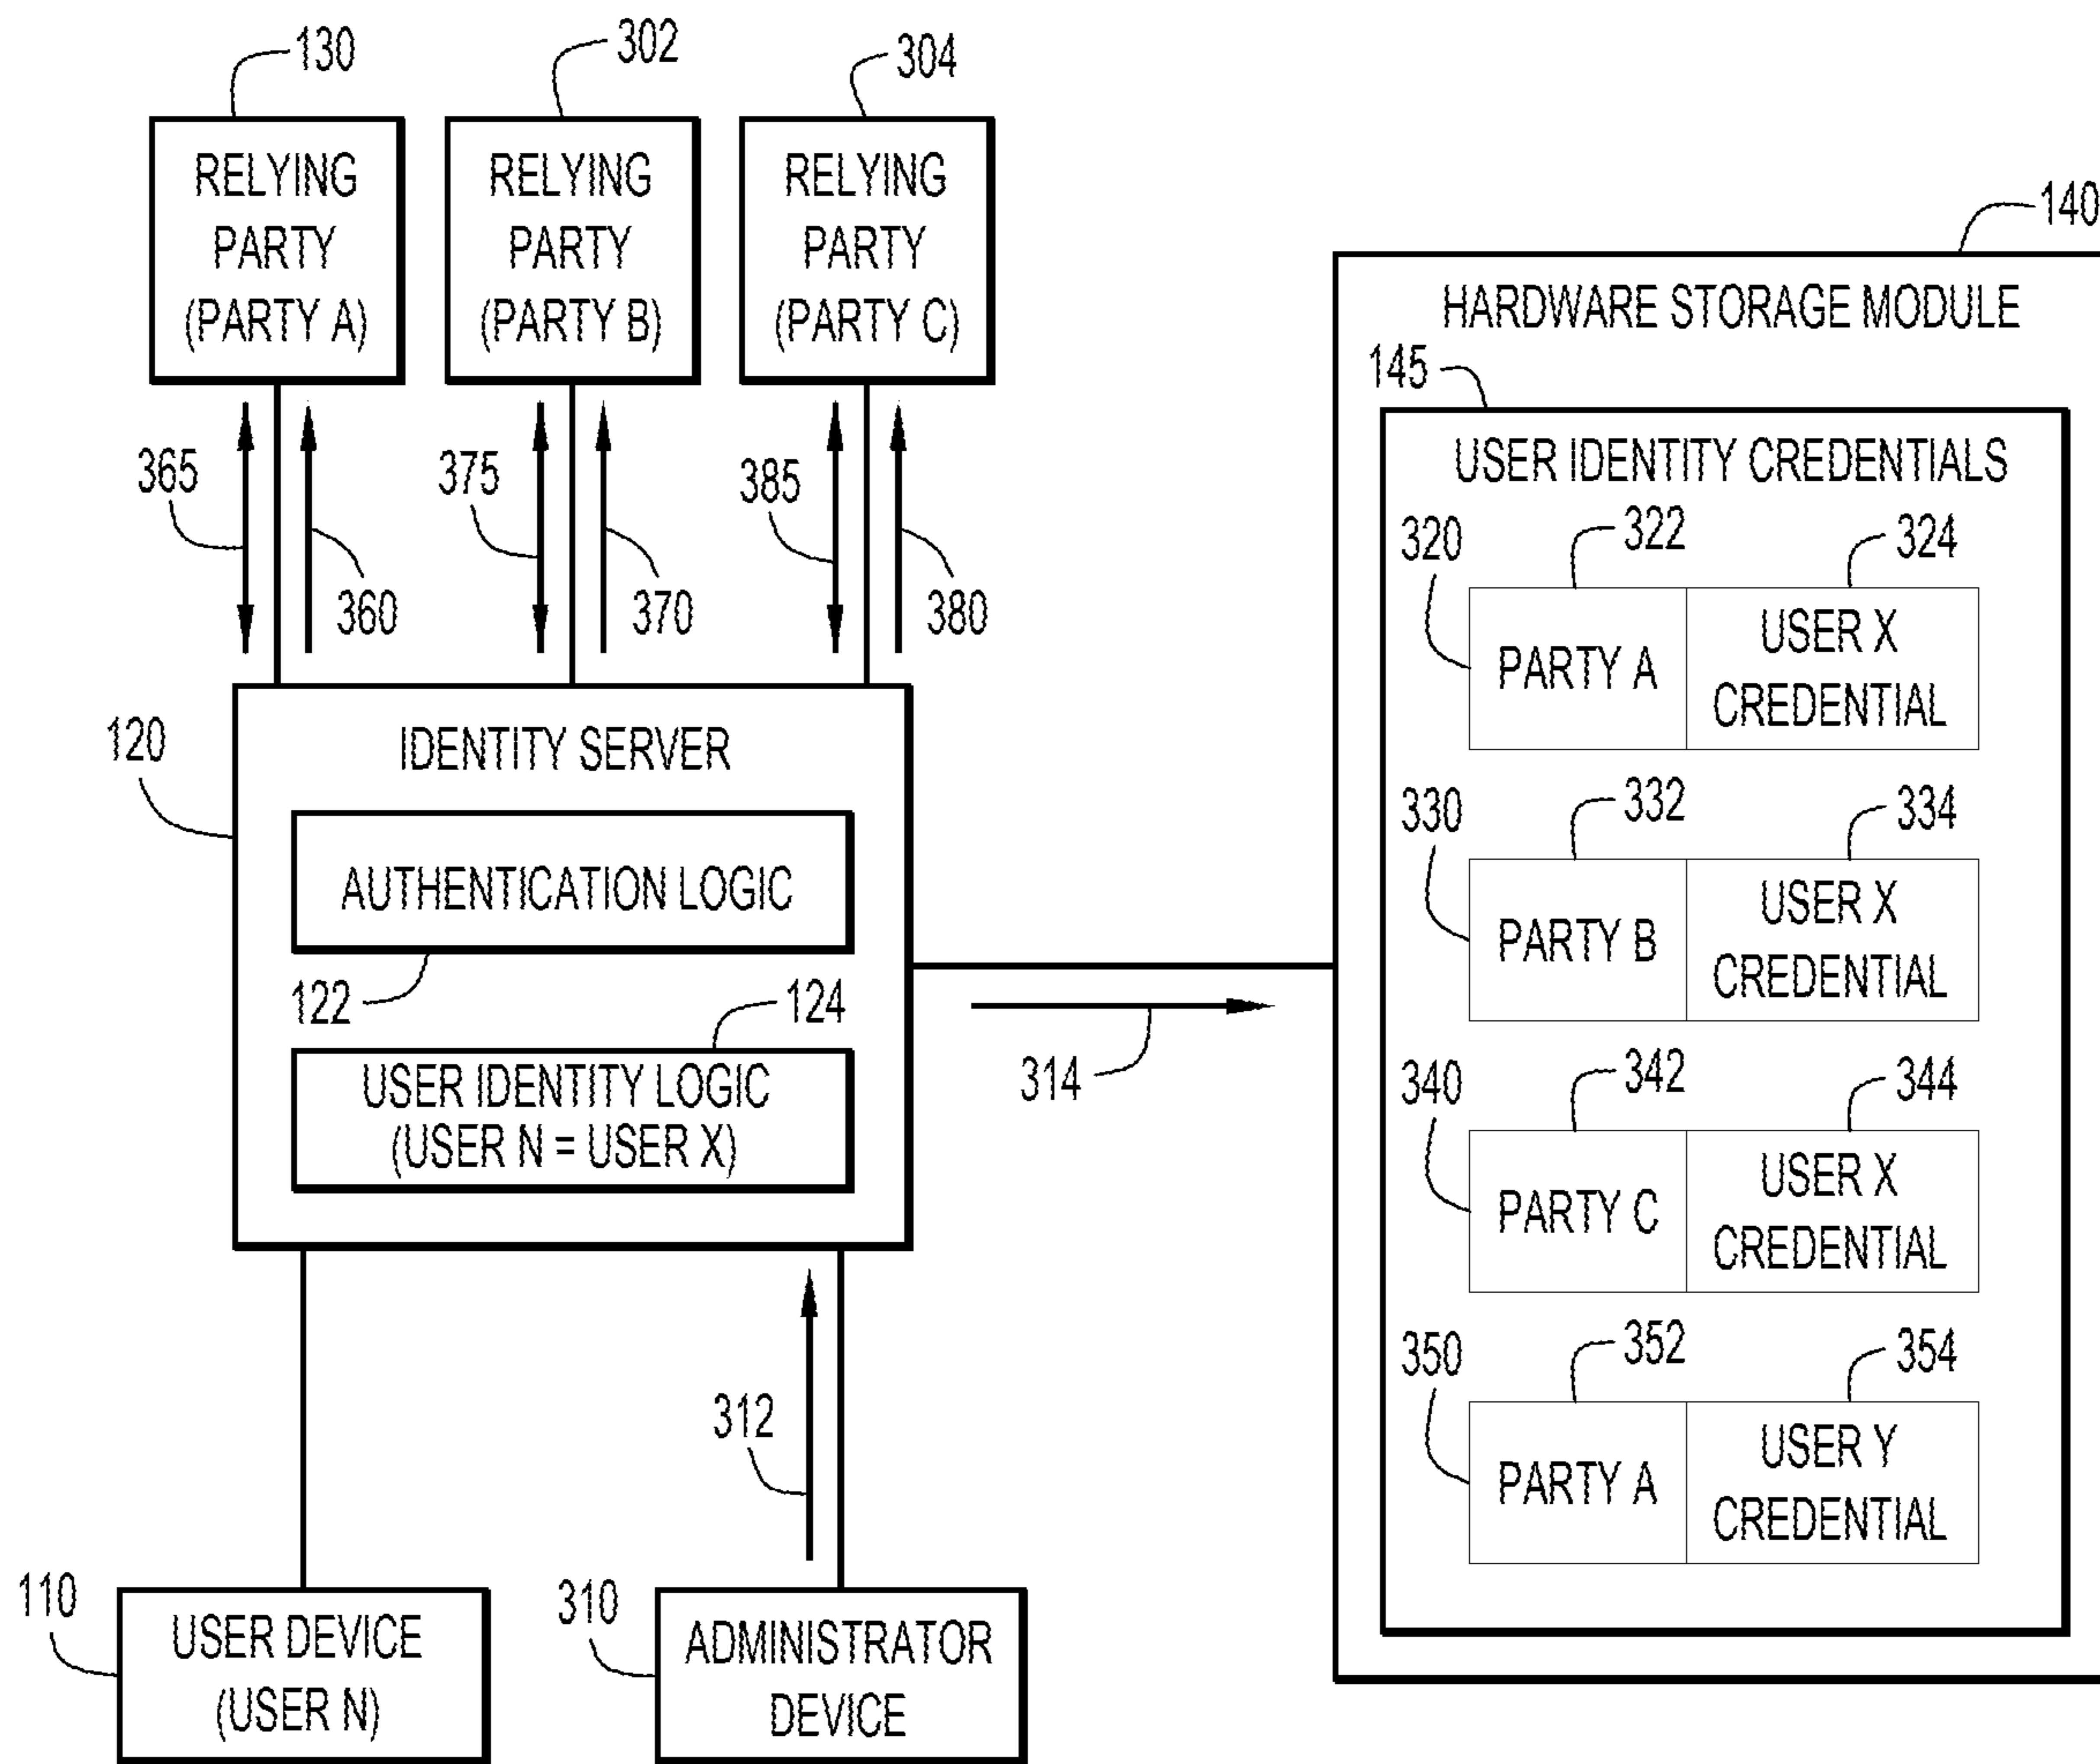 130
302
304
RELYING
PARTY
(PARTY A)
RELYING
PARTY
(PARTY B)
RELYING
PARTY
(PARTY C)
365
360
375
370
385
380
120
IDENTITY SERVER
AUTHENTICATION LOGIC
122
124
USER IDENTITY LOGIC
(USER N = USER X)
314
312
110
USER DEVICE
(USER N)
310
ADMINISTRATOR
DEVICE
140
HARDWARE STORAGE MODULE
145
USER IDENTITY CREDENTIALS
320
322
324
PARTY A
USER X
CREDENTIAL
330
332
334
PARTY B
USER X
CREDENTIAL
340
342
344
PARTY C
USER X
CREDENTIAL
350
352
354
PARTY A
USER Y
CREDENTIAL